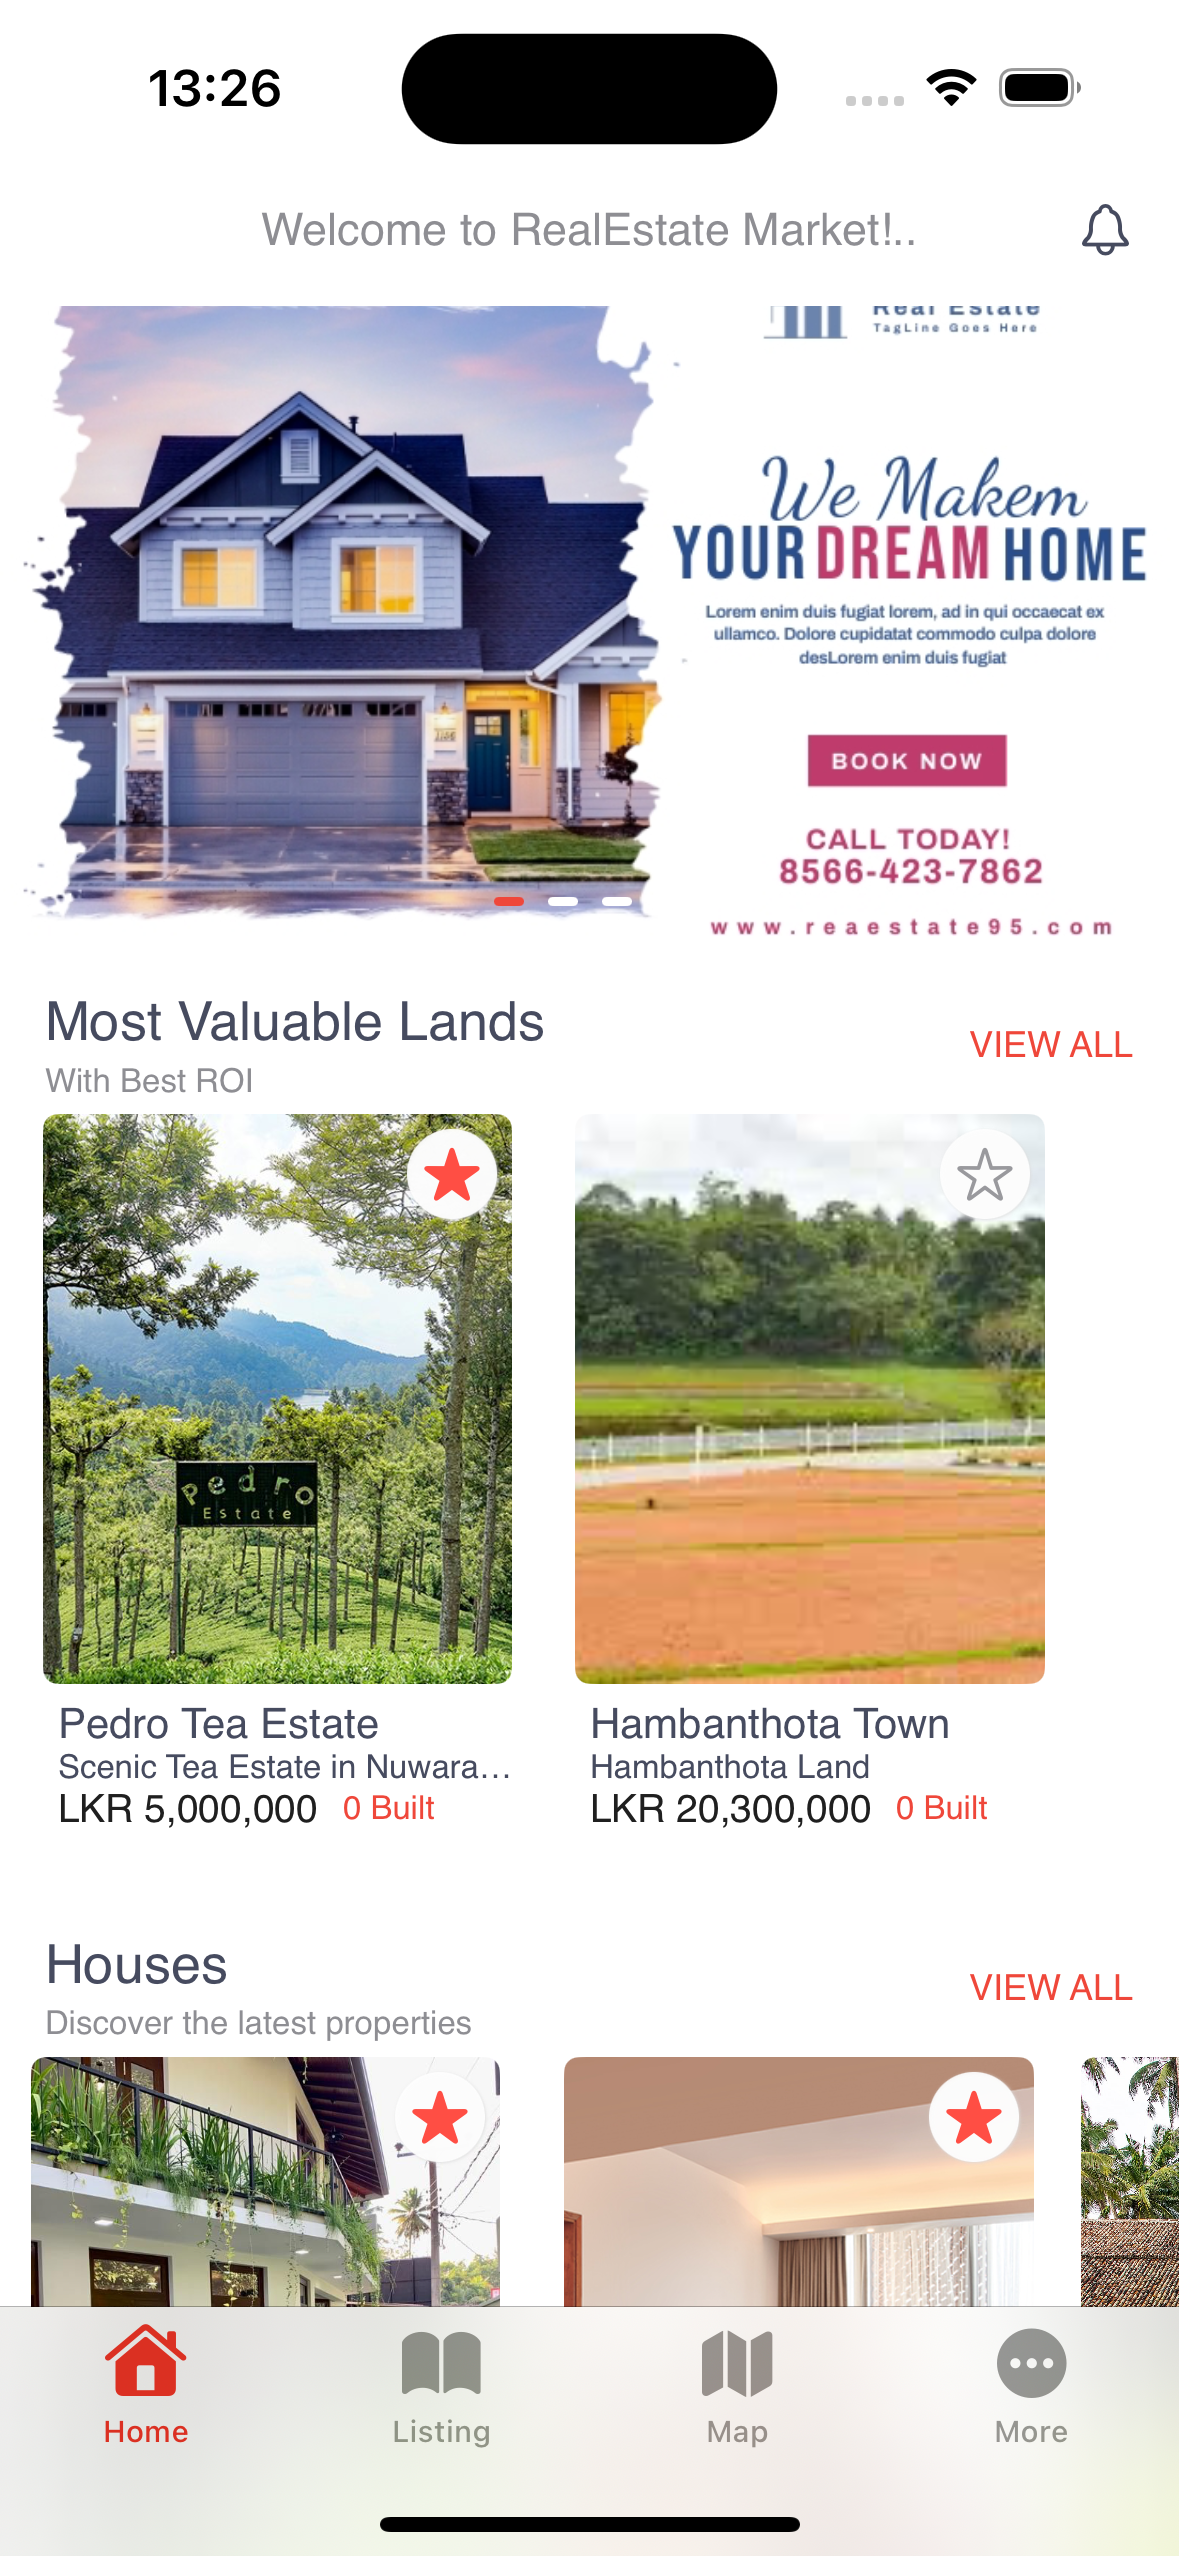 13:26
Welcome to RealEstate Market!..
Real Estate
TagLine Goes Here
We Makem
YOUR DREAM HOME
Lorem enim duis fugiat lorem, ad in qui occaecat ex
ullamco. Dolore cupidatat commodo culpa dolore
desLorem enim duis fugiat
BOOK NOW
CALL TODAY!
8566-423-7862
www.reaestate95.com
Most Valuable Lands
VIEW ALL
With Best ROI
Pedro
Estate
Pedro Tea Estate
Scenic Tea Estate in Nuwara...
LKR 5,000,000 0 Built
Hambanthota Town
Hambanthota Land
LKR 20,300,000 0 Built
Houses
VIEW ALL
Discover the latest properties
Home
Listing
Map
More